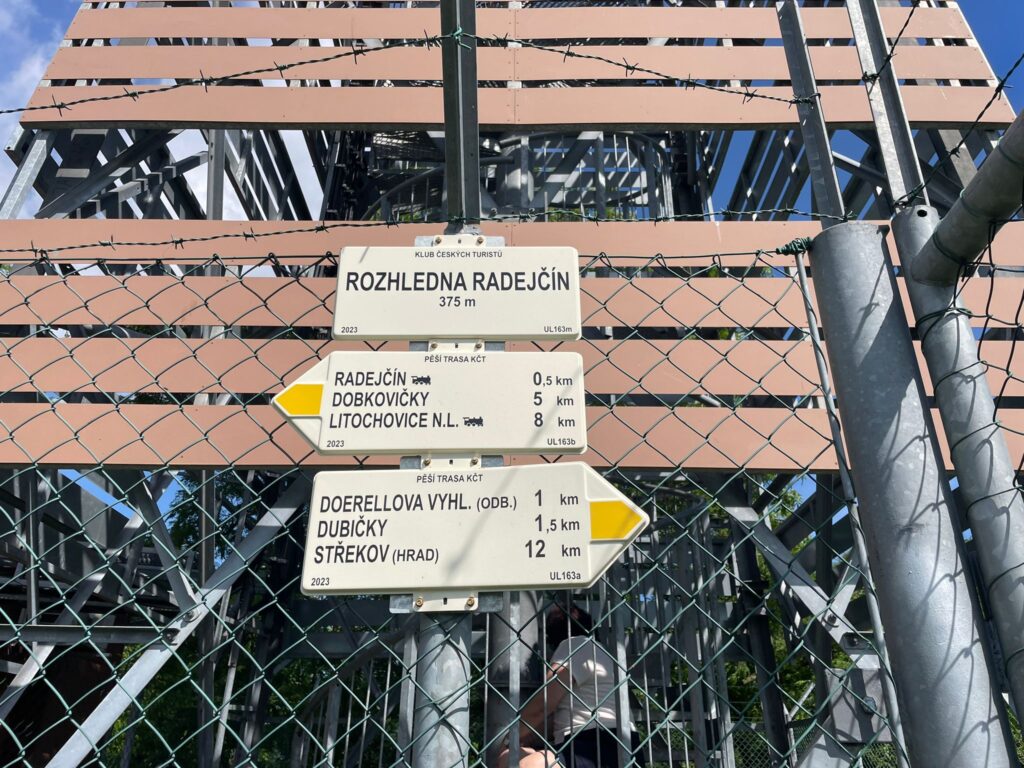 KLUB ČESKÝCH TURISTŮ
ROZHLEDNA RADEJČÍN
375 m
2023 UL163m
PĚŠÍ TRASA KČT
RADEJČÍN 0,5 km
DOBKOVIČKY 5 km
LITOCHOVICE N.L. 8 km
2023 UL163b
PĚŠÍ TRASA KČT
DOERELLOVA VYHL. (ODB.) 1 km
DUBIČKY 1,5 km
STŘEKOV (HRAD) 12 km
2023 UL163a